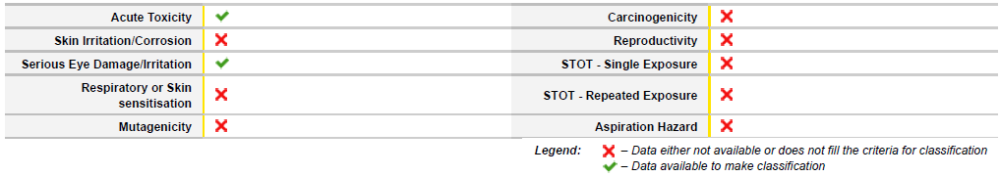 Acute Toxicity ✔ Carcinogenicity ✘
Skin Irritation/Corrosion ✘ Reproductivity ✘
Serious Eye Damage/Irritation ✔ STOT - Single Exposure ✘
Respiratory or Skin
sensitisation ✘ STOT - Repeated Exposure ✘
Mutagenicity ✘ Aspiration Hazard ✘
Legend: ✘ – Data either not available or does not fill the criteria for classification
✔ – Data available to make classification